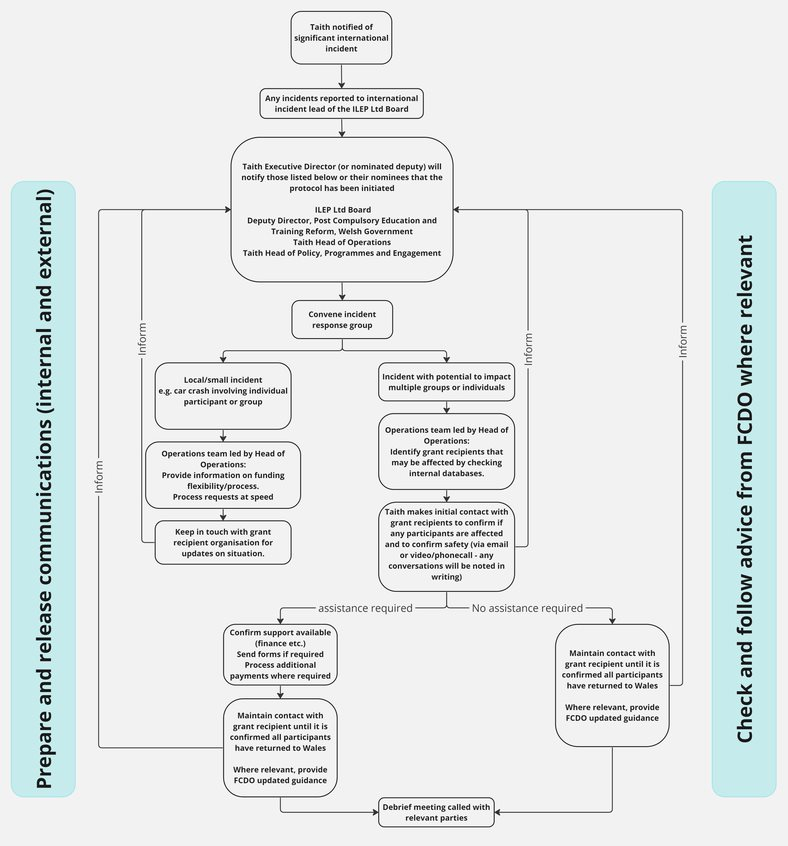 Taith notified of
significant international
incident
Any incidents reported to international
incident lead of the ILEP Ltd Board
Taith Executive Director (or nominated deputy) will
notify those listed below or their nominees that the
protocol has been initiated
ILEP Ltd Board
Deputy Director, Post Compulsory Education and
Training Reform, Welsh Government
Taith Head of Operations
Taith Head of Policy, Programmes and Engagement
Convene incident
response group
Local/small incident
e.g. car crash involving individual
participant or group
Operations team led by Head of
Operations:
Provide information on funding
flexibility/process.
Process requests at speed
Keep in touch with grant
recipient organisation for
updates on situation.
Inform
Incident with potential to impact
multiple groups or individuals
Operations team led by Head of
Operations:
Identify grant recipients that
may be affected by checking
internal databases.
Taith makes initial contact with
grant recipients to confirm if
any participants are affected
and to confirm safety (via email
or video/phonecall - any
conversations will be noted in
writing)
Inform
assistance required
No assistance required
Confirm support available
(finance etc.)
Send forms if required
Process additional
payments where required
Maintain contact with
grant recipient until it is
confirmed all participants
have returned to Wales
Where relevant, provide
FCDO updated guidance
Inform
Maintain contact with
grant recipient until it is
confirmed all participants
have returned to Wales
Where relevant, provide
FCDO updated guidance
Inform
Debrief meeting called with
relevant parties
Prepare and release communications (internal and external)
Check and follow advice from FCDO where relevant